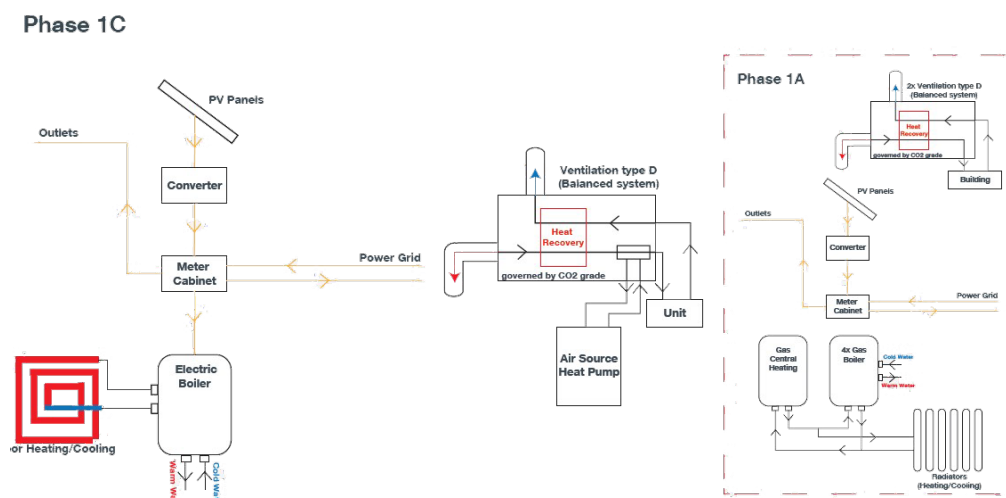 Phase 1C
PV Panels
Outlets
Converter
Meter
Cabinet
Power Grid
Electric
Boiler
or Heating/Cooling
Warm W
Cold Wa
Ventilation type D
(Balanced system)
Heat
Recovery
governed by CO2 grade
Unit
Air Source
Heat Pump
Phase 1A
2x Ventilation type D
(Balanced system)
Heat
Recovery
governed by CO2 grade
Building
PV Panels
Outlets
Converter
Power Grid
Meter
Cabinet
Gas
Central
Heating
4x Gas
Boiler
Cold Water
Warm Water
Radiators
(Heating/Cooling)